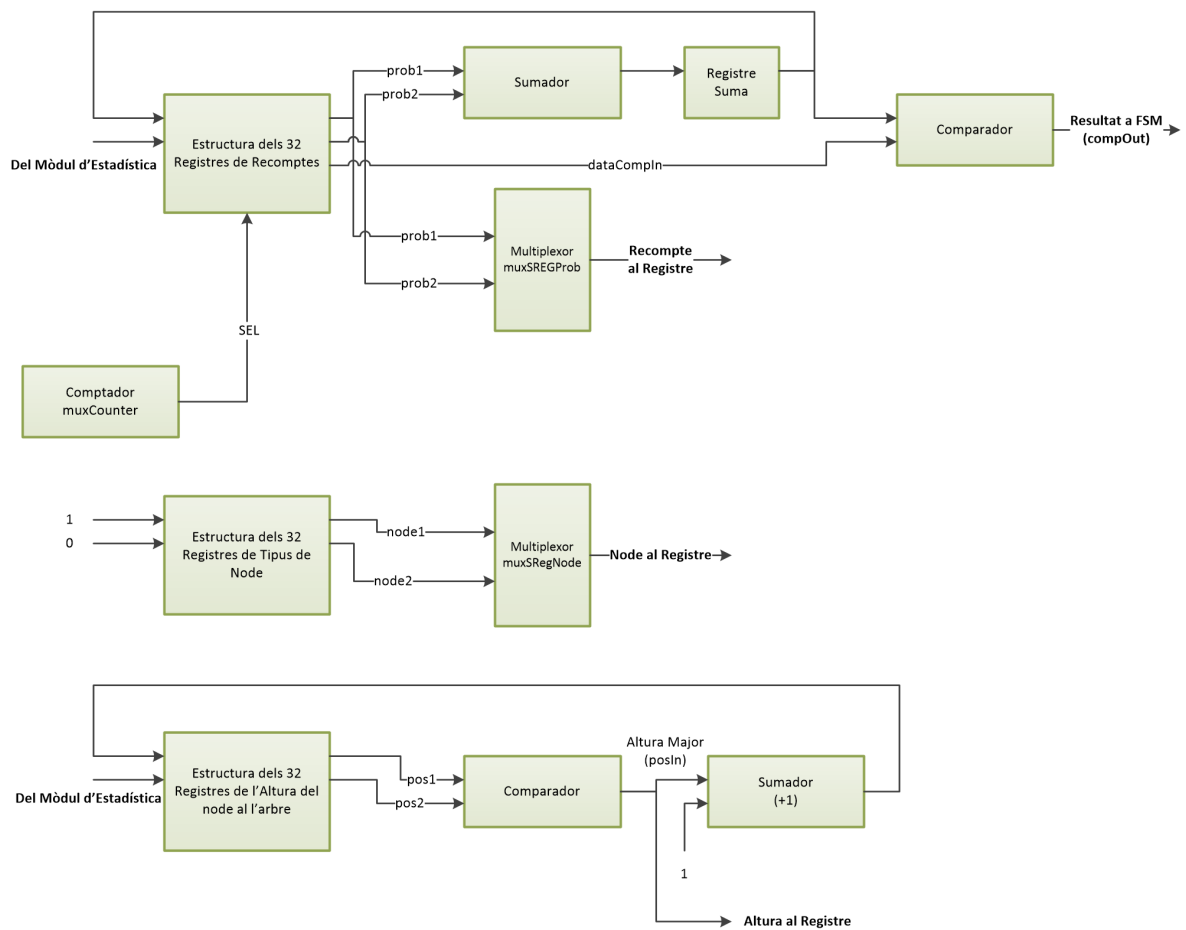 prob1
prob2
Sumador
Registre
Suma
Estructura dels 32
Registres de Recomptes
Del Mòdul d'Estadística
Comparador
Resultat a FSM
(compOut)
dataCompIn
prob1
prob2
Multiplexor
muxSREGProb
Recompte
al Registre
SEL
Comptador
muxCounter
1
0
Estructura dels 32
Registres de Tipus de
Node
node1
node2
Multiplexor
muxSRegNode
Node al Registre
Del Mòdul d'Estadística
Estructura dels 32
Registres de l'Altura del
node al l'arbre
pos1
pos2
Comparador
Altura Major
(posIn)
Sumador
(+1)
1
Altura al Registre